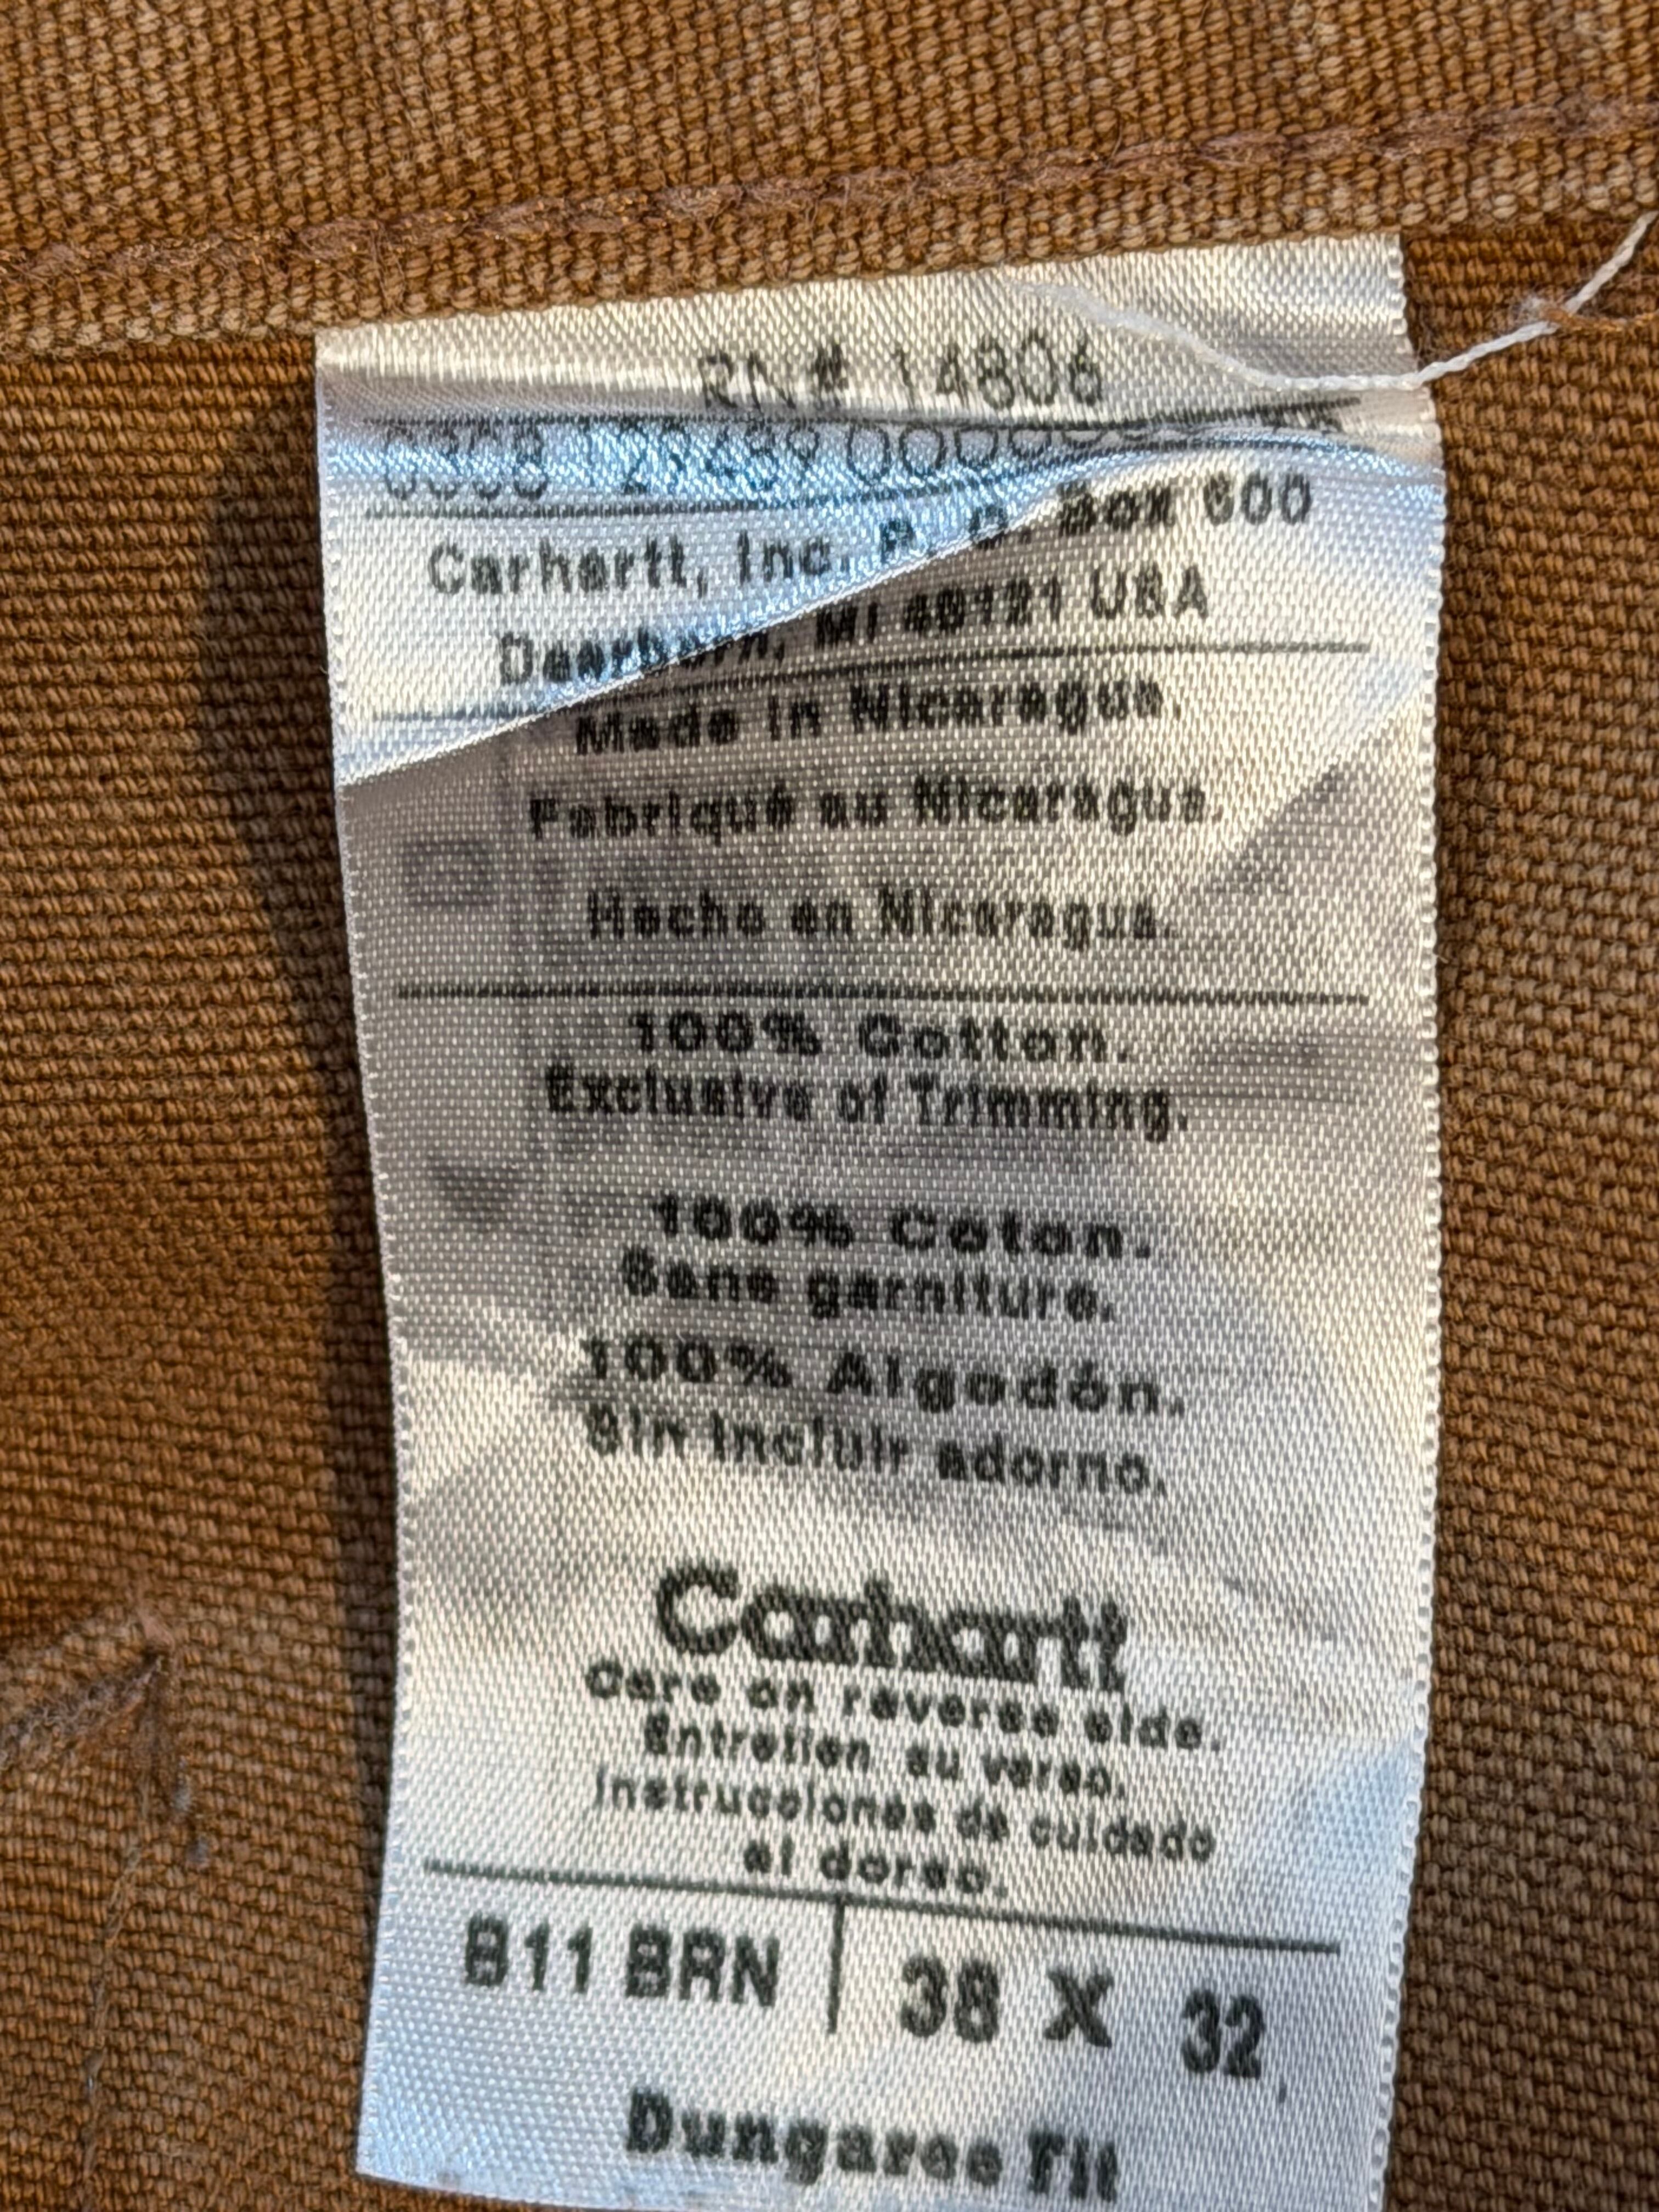 RN# 14806
Carhartt, Inc. P. O. Box 600
Dearborn, MI 48121 USA
Made in Nicaragua.
Fabriqué au Nicaragua.
Hecho en Nicaragua.
100% Cotton.
Exclusive of Trimming.
100% Coton.
Sans garniture.
100% Algodón.
Sin incluir adorno.
Carhartt
Care on reverse side.
Entretien au verso.
Instrucciones de cuidado
al dorso.
B11 BRN 38 X 32
Dungaree Fit